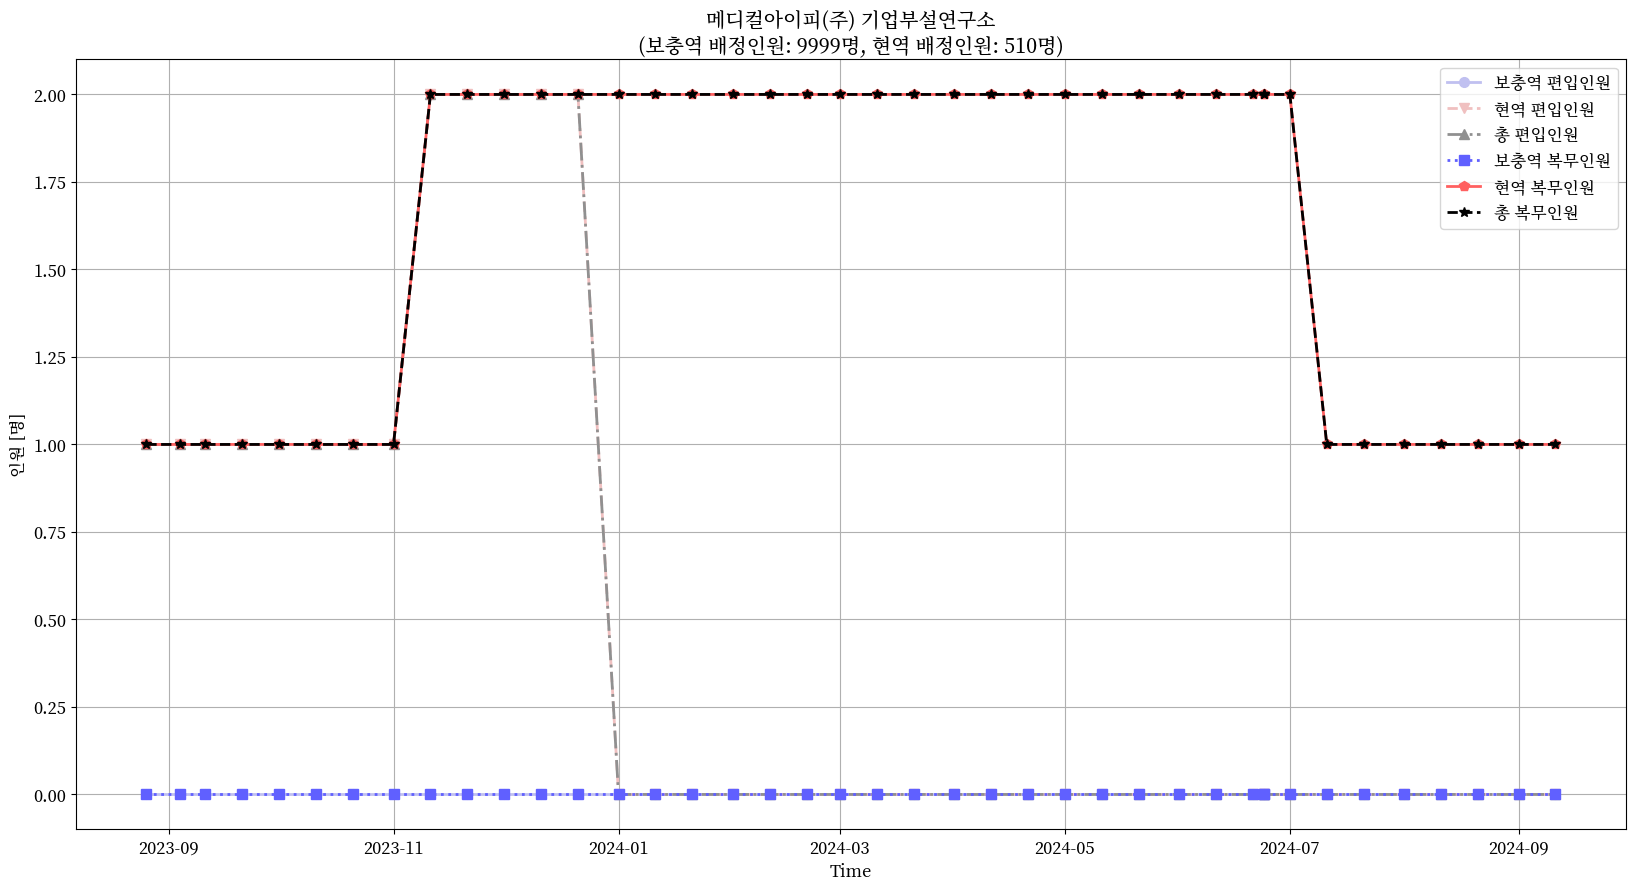 메디컬아이피(주) 기업부설연구소
(보충역 배정인원: 9999명, 현역 배정인원: 510명)
보충역 편입인원
현역 편입인원
총 편입인원
보충역 복무인원
현역 복무인원
총 복무인원
인원 [명]
2.00
1.75
1.50
1.25
1.00
0.75
0.50
0.25
0.00
2023-09
2023-11
2024-01
2024-03
2024-05
2024-07
2024-09
Time